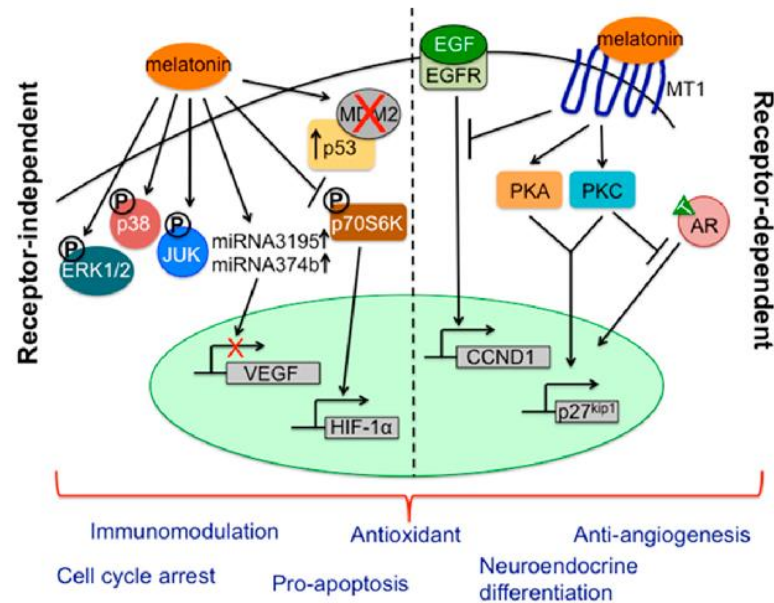 melatonin
EGF
EGFR
melatonin
MT1
MDM2
↑p53
Receptor-independent
Receptor-dependent
P
p38
P
ERK1/2
P
JUK
miRNA3195↑
miRNA374b↑
P
p70S6K
PKA
PKC
AR
VEGF
HIF-1α
CCND1
p27kip1
Immunomodulation
Antioxidant
Anti-angiogenesis
Cell cycle arrest
Pro-apoptosis
Neuroendocrine
differentiation